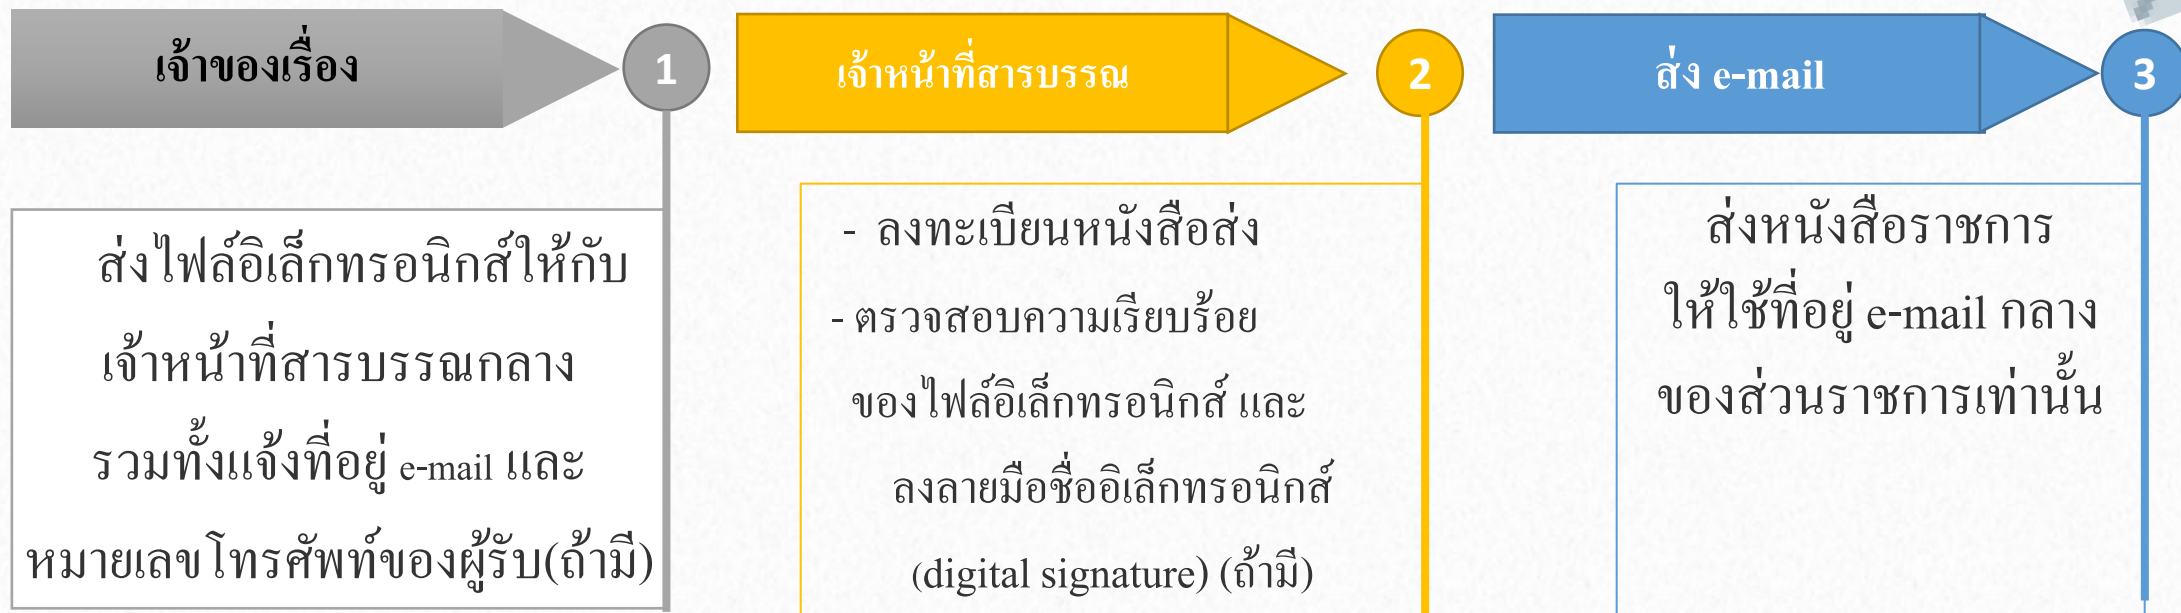 เจ้าของเรื่อง
1
ส่งไฟล์อิเล็กทรอนิกส์ให้กับ
เจ้าหน้าที่สารบรรณกลาง
รวมทั้งแจ้งที่อยู่ e-mail และ
หมายเลขโทรศัพท์ของผู้รับ(ถ้ามี)
เจ้าหน้าที่สารบรรณ
2
- ลงทะเบียนหนังสือส่ง
- ตรวจสอบความเรียบร้อย
ของไฟล์อิเล็กทรอนิกส์ และ
ลงลายมือชื่ออิเล็กทรอนิกส์
(digital signature) (ถ้ามี)
ส่ง e-mail
3
ส่งหนังสือราชการ
ให้ใช้ที่อยู่ e-mail กลาง
ของส่วนราชการเท่านั้น